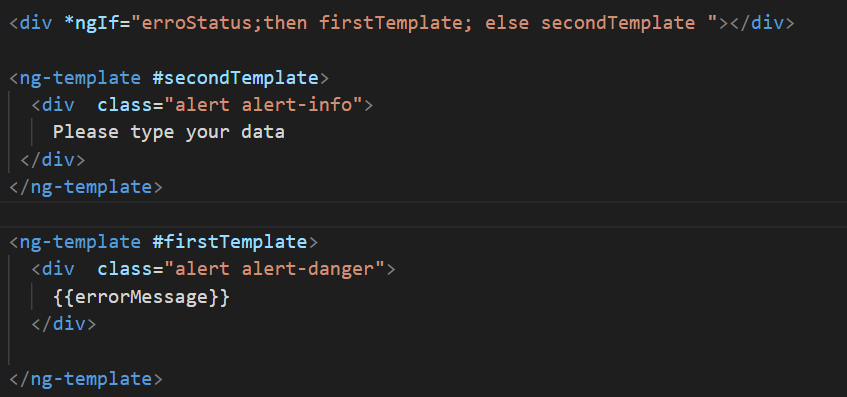 <div *ngIf="erroStatus;then firstTemplate; else secondTemplate "></div>
<ng-template #secondTemplate>
<div  class="alert alert-info">
Please type your data
</div>
</ng-template>
<ng-template #firstTemplate>
<div  class="alert alert-danger">
{{errorMessage}}
</div>
</ng-template>